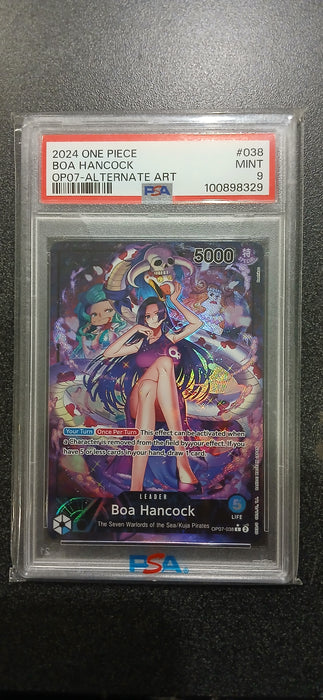 2024 ONE PIECE #038
BOA HANCOCK MINT
OP07-ALTERNATE ART 9
PSA 100898329
5000 特
Your Turn Once Per Turn This effect can be activated when
a Character is removed from the field by your effect. If you
have 5 or less cards in your hand, draw 1 card.
LEADER
Boa Hancock
5
LIFE
The Seven Warlords of the Sea/Kuja Pirates
OP07-038 L
PSA